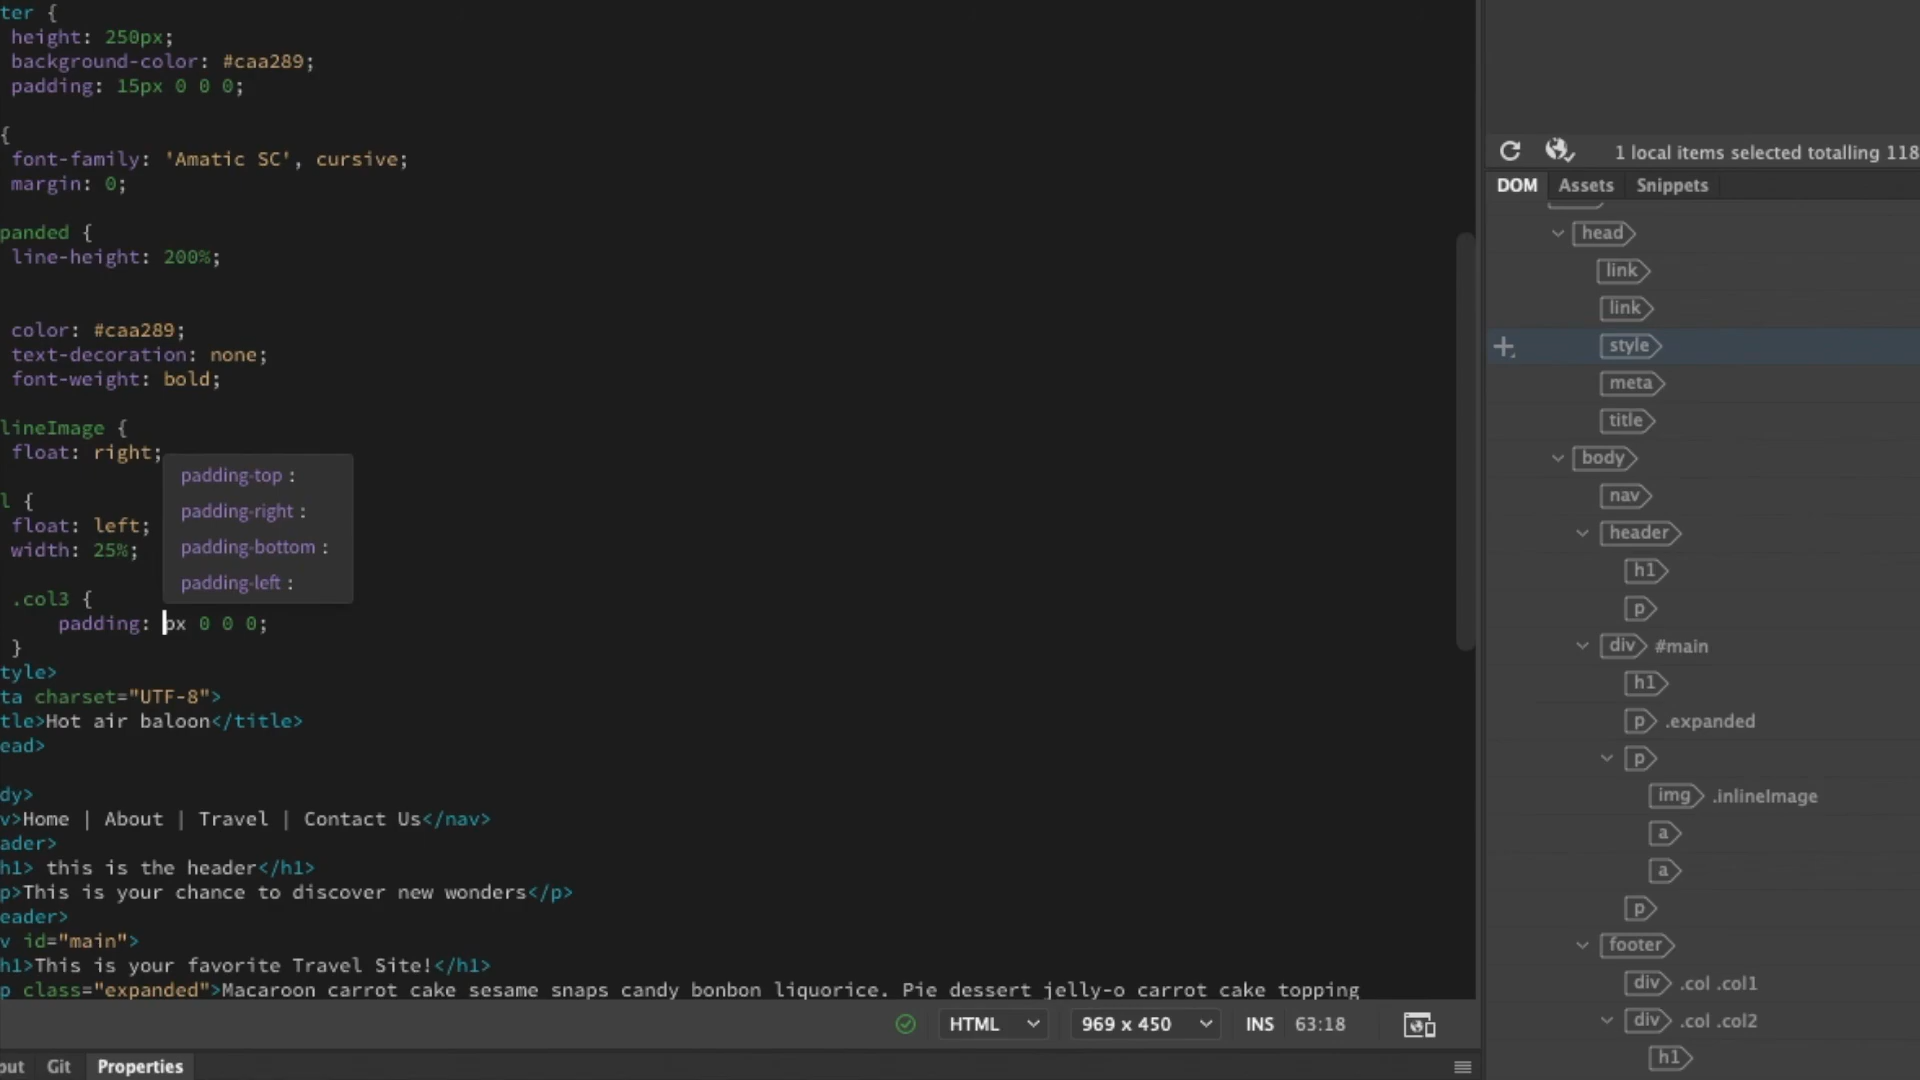 ter {
height: 250px;
background-color: #caa289;
padding: 15px 0 0 0;
{
font-family: 'Amatic SC', cursive;
margin: 0;
panded {
line-height: 200%;
color: #caa289;
text-decoration: none;
font-weight: bold;
lineImage {
float: right;
padding-top :
padding-right :
padding-bottom :
padding-left :
l {
float: left;
width: 25%;
.col3 {
padding: px 0 0 0;
}
tyle>
ta charset="UTF-8">
tle>Hot air baloon</title>
ead>
dy>
v>Home | About | Travel | Contact Us</nav>
ader>
h1> this is the header</h1>
p>This is your chance to discover new wonders</p>
eader>
v id="main">
h1>This is your favorite Travel Site!</h1>
p class="expanded">Macaroon carrot cake sesame snaps candy bonbon liquorice. Pie dessert jelly-o carrot cake topping
HTML 969 x 450 INS 63:18
put Git Properties
1 local items selected totalling 118
DOM Assets Snippets
head
link
link
style
meta
title
body
nav
header
h1
p
div #main
h1
p .expanded
p
img .inlineImage
a
a
p
footer
div .col .col1
div .col .col2
h1